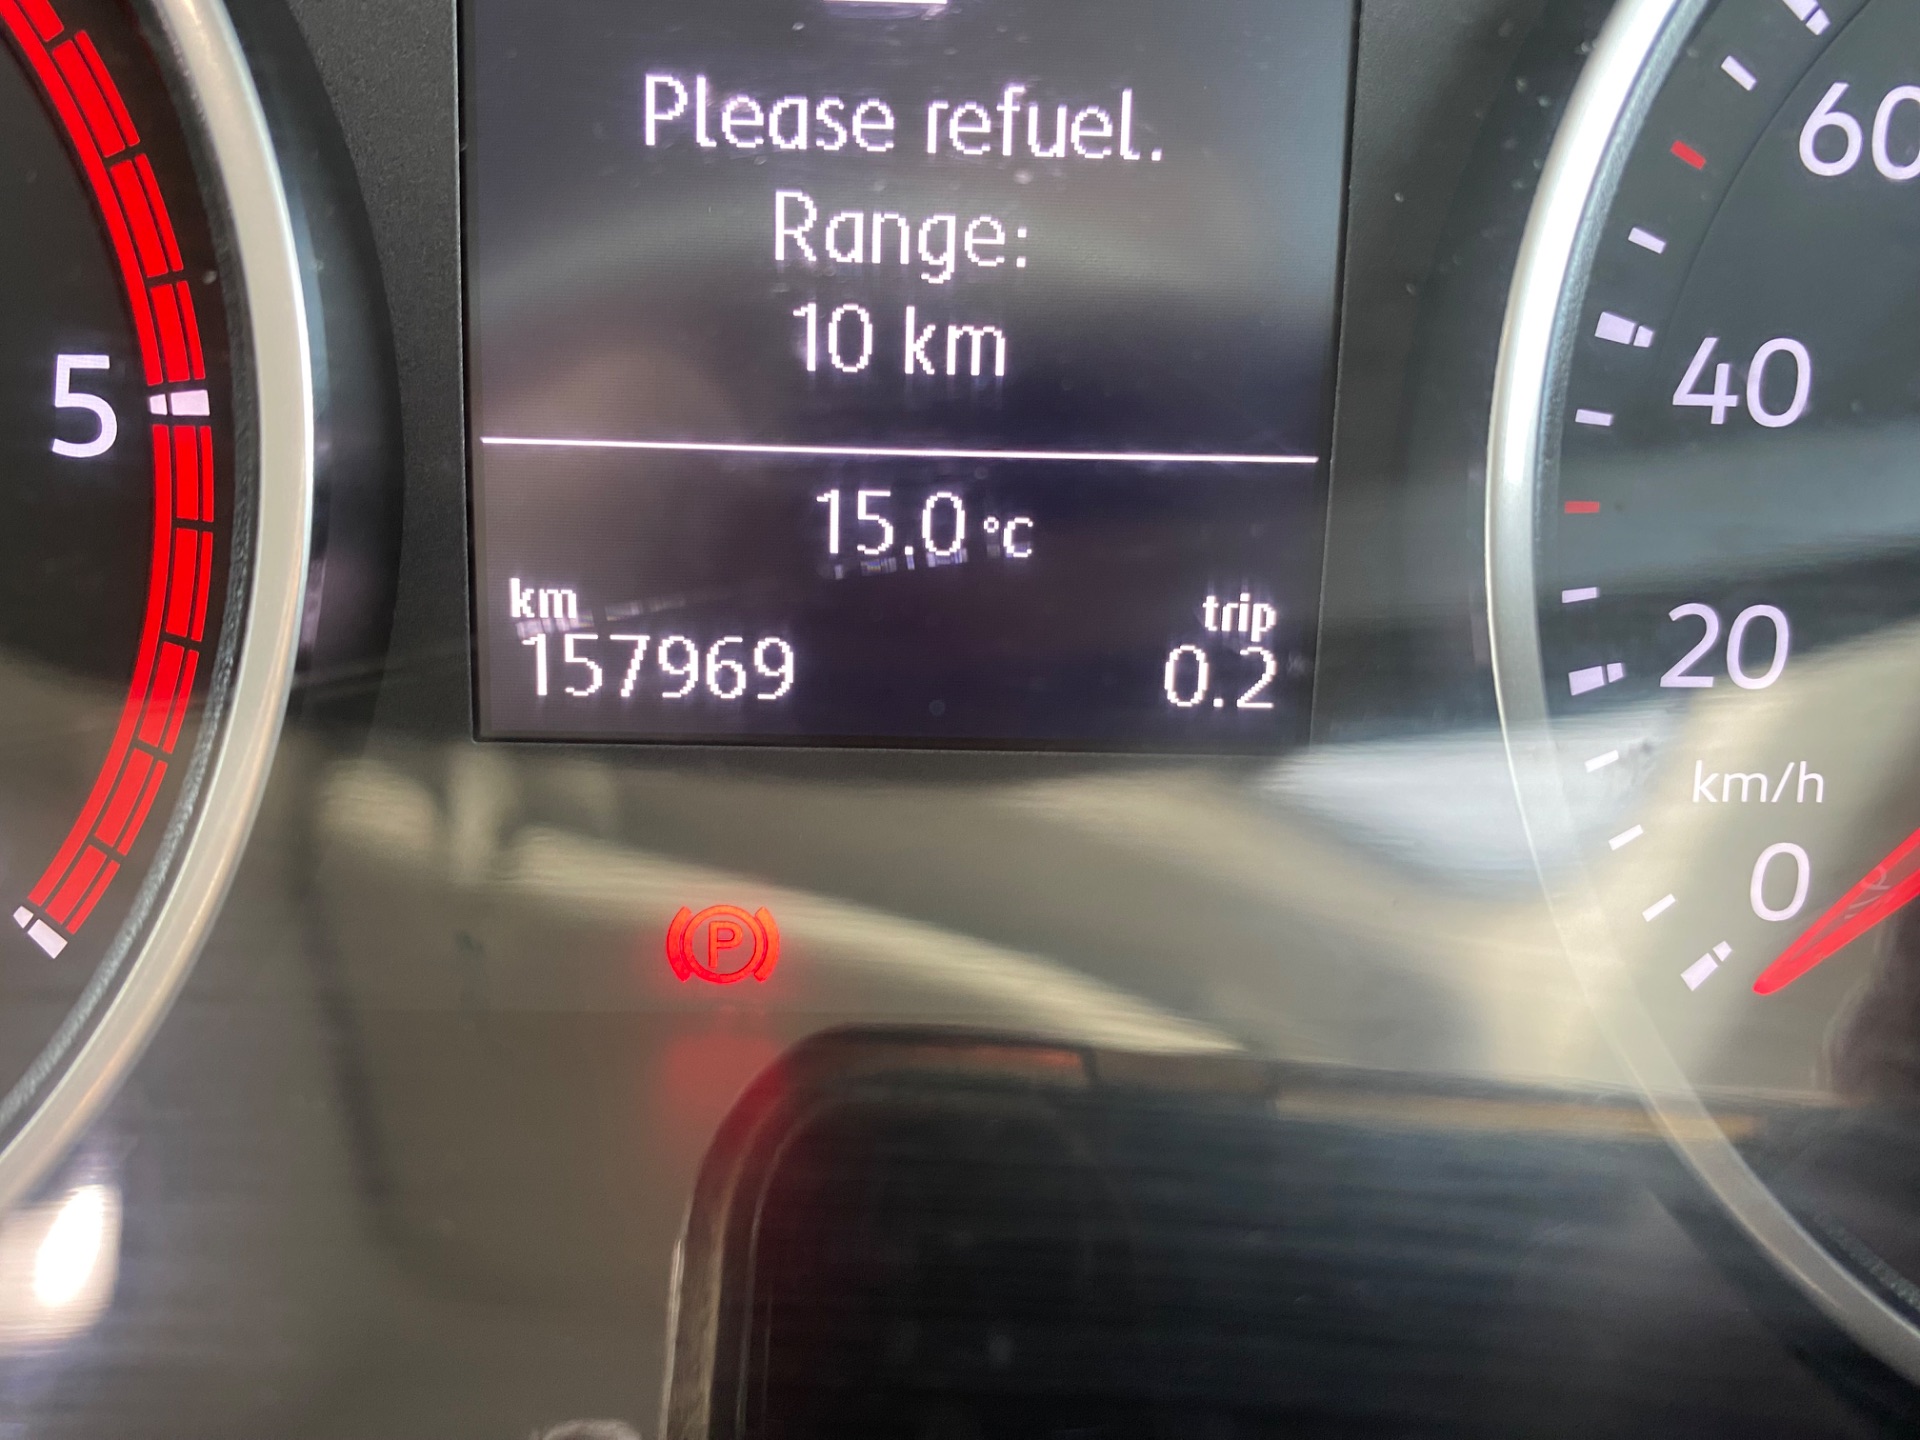 Please refuel.
Range:
10 km
15.0 °C
km
trip
157969
0.2
5
60
40
20
km/h
0
P